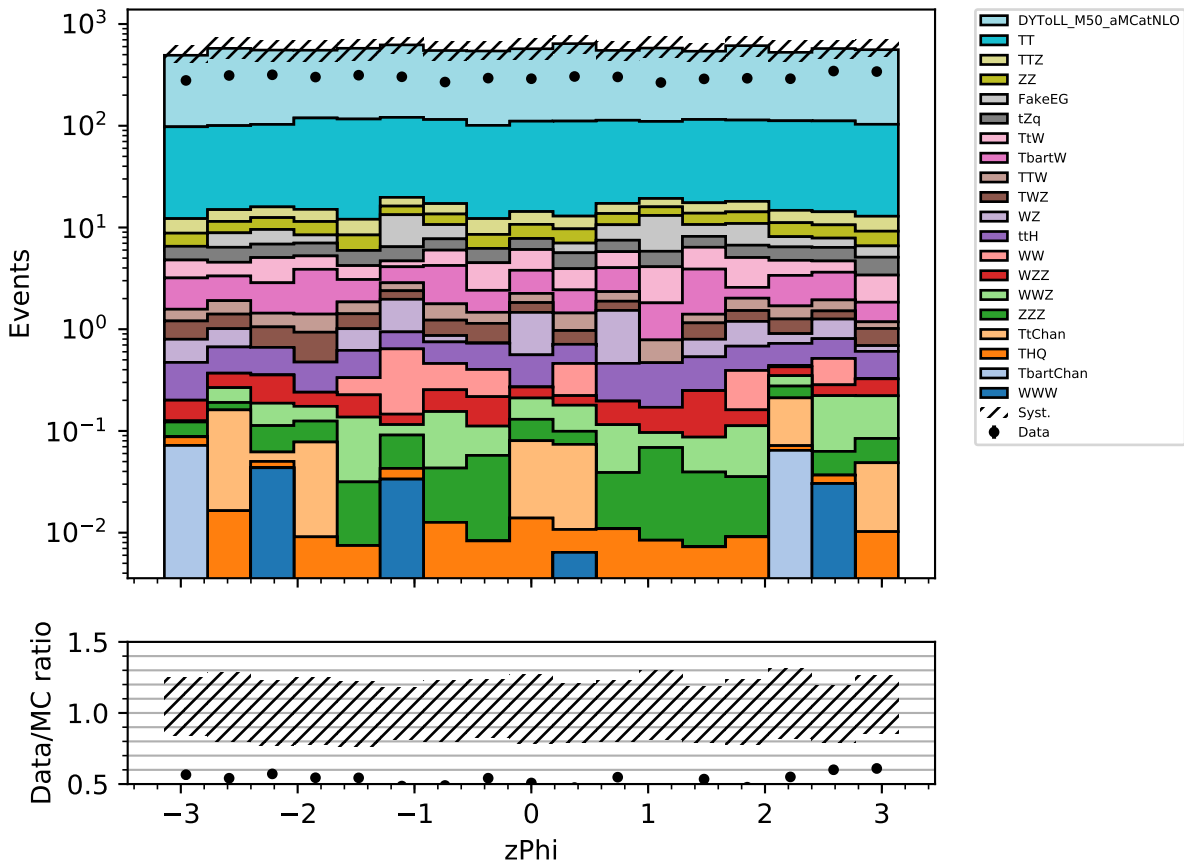 10³
10²
10¹
10⁰
10⁻¹
10⁻²
Events
DYToLL_M50_aMCatNLO
TT
TTZ
ZZ
FakeEG
tZq
TtW
TbartW
TTW
TWZ
WZ
ttH
WW
WZZ
WWZ
ZZZ
TtChan
THQ
TbartChan
WWW
Syst.
Data
1.5
1.0
0.5
Data/MC ratio
−3 −2 −1 0 1 2 3
zPhi